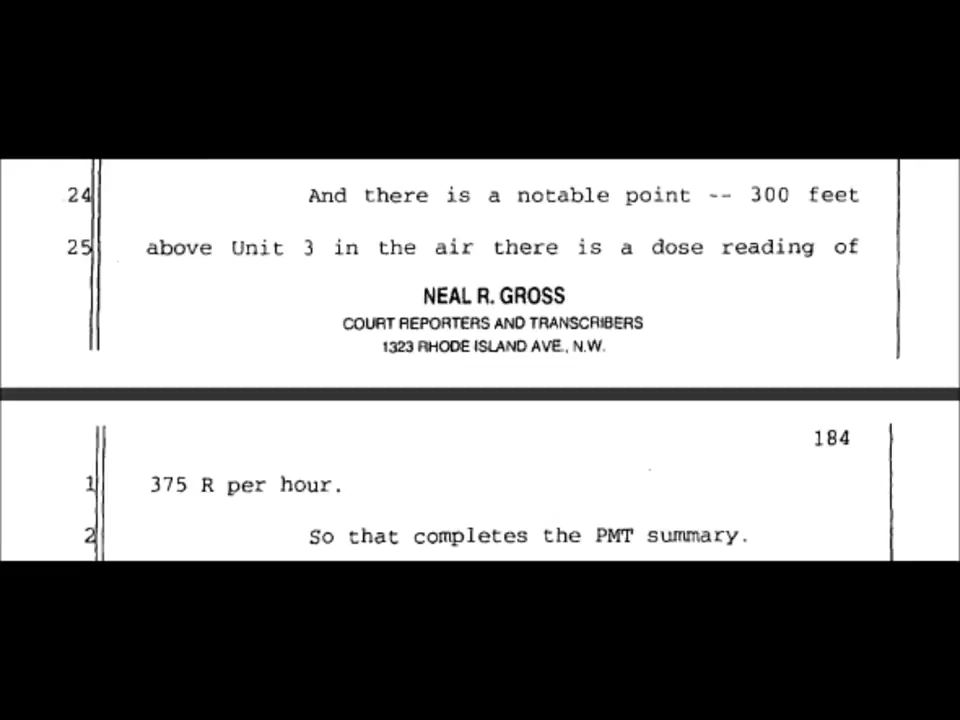 24 And there is a notable point -- 300 feet
25 above Unit 3 in the air there is a dose reading of
NEAL R. GROSS
COURT REPORTERS AND TRANSCRIBERS
1323 RHODE ISLAND AVE., N.W.
184
1 375 R per hour.
2 So that completes the PMT summary.